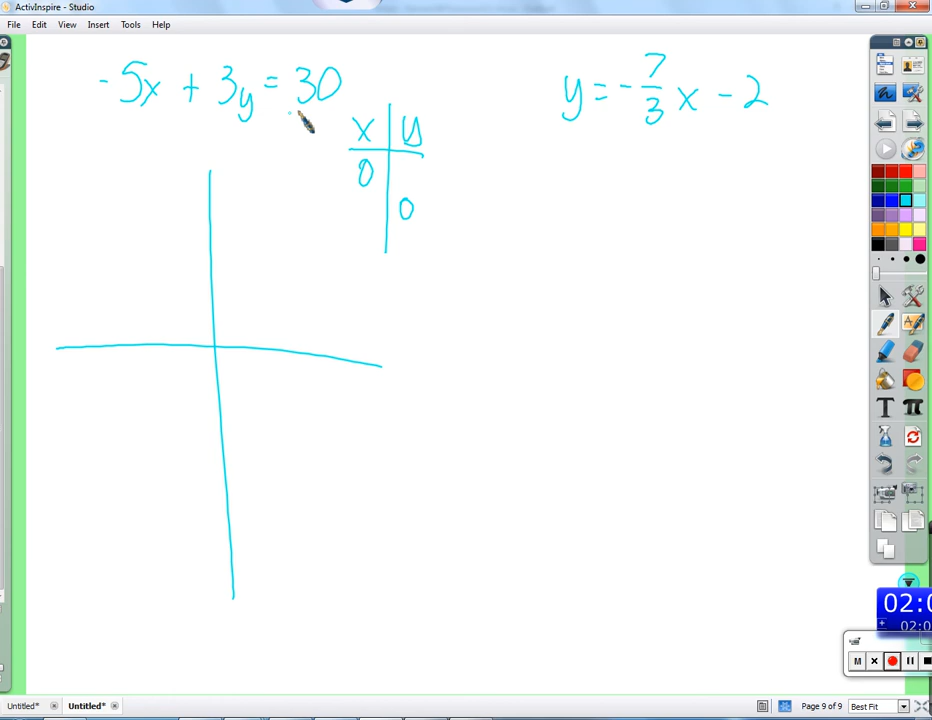 ActivInspire - Studio
File Edit View Insert Tools Help
-5x + 3y = 30
y = -7/3 x - 2
x y
0
0
T π
02:0
02:0
M
Untitled* Untitled*
Page 9 of 9 Best Fit